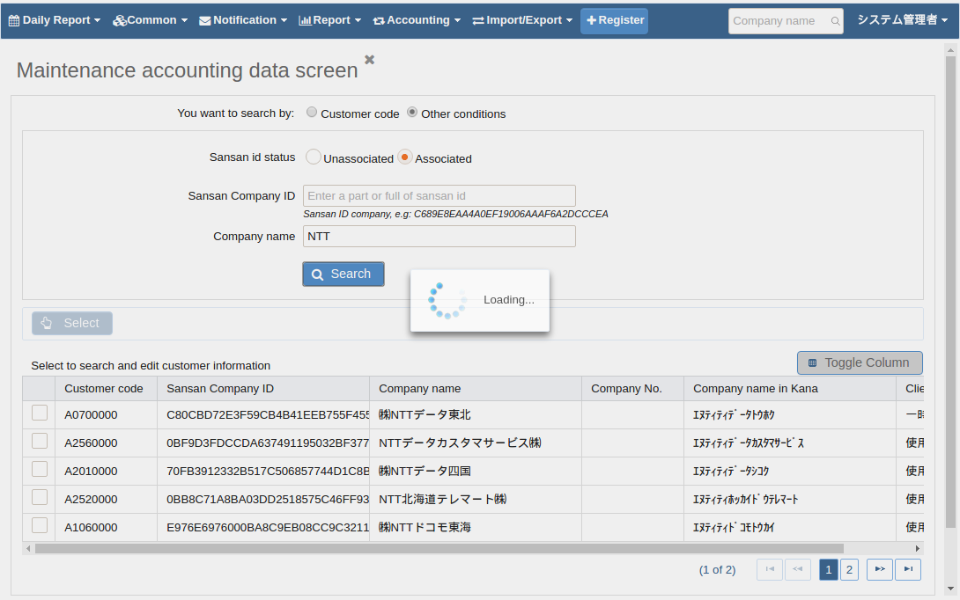 Daily Report Common Notification Report Accounting Import/Export Register Company name システム管理者
Maintenance accounting data screen
You want to search by: Customer code Other conditions
Sansan id status Unassociated Associated
Sansan Company ID Enter a part or full of sansan id
Sansan ID company, e.g: C689E8EAA4A0EF19006AAAF6A2DCCCEA
Company name NTT
Search
Loading...
Select
Select to search and edit customer information Toggle Column
Customer code Sansan Company ID Company name Company No. Company name in Kana Clie
A0700000 C80CBD72E3F59CB4B41EEB755F455 ㈱NTTデータ東北 ｴﾇﾃｨﾃｨﾃﾞｰﾀﾄｳﾎｸ 一時
A2560000 0BF9D3FDCCDA637491195032BF377 NTTデータカスタマサービス㈱ ｴﾇﾃｨﾃｨﾃﾞｰﾀｶｽﾀﾏｻｰﾋﾞｽ 使用
A2010000 70FB3912332B517C506857744D1C8B ㈱NTTデータ四国 ｴﾇﾃｨﾃｨﾃﾞｰﾀｼｺｸ 使用
A2520000 0BB8C71A8BA03DD2518575C46FF93 NTT北海道テレマート㈱ ｴﾇﾃｨﾃｨﾎｯｶｲﾄﾞｳﾃﾚﾏｰﾄ 使用
A1060000 E976E6976000BA8C9EB08CC9C3211 ㈱NTTドコモ東海 ｴﾇﾃｨﾃｨﾄﾞｺﾓﾄｳｶｲ 使用
(1 of 2) 1 2